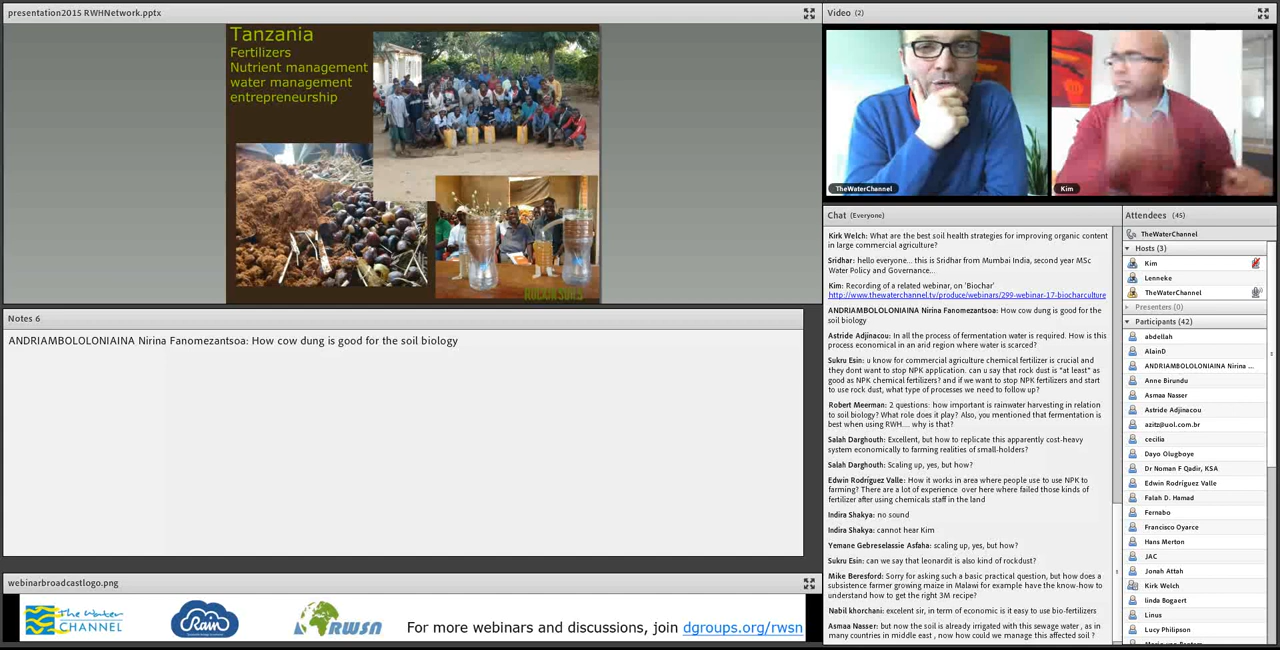 presentation2015 RWHNetwork.pptx
Tanzania
Fertilizers
Nutrient management
water management
entrepreneurship
Notes 6
ANDRIAMBOLOLONIAINA Nirina Fanomezantsoa: How cow dung is good for the soil biology
webinarbroadcastlogo.png
The Water
CHANNEL
Rain
RWSN
For more webinars and discussions, join dgroups.org/rwsn
Video (2)
TheWaterChannel
Kim
Chat (Everyone)
Kirk Welch: What are the best soil health strategies for improving organic content
in large commercial agriculture?
Sridhar: hello everyone... this is Sridhar from Mumbai India, second year MSc
Water Policy and Governance...
Kim: Recording of a related webinar, on 'Biochar'
http://www.thewaterchannel.tv/produce/webinars/299-webinar-17-biocharculture
ANDRIAMBOLOLONIAINA Nirina Fanomezantsoa: How cow dung is good for the
soil biology
Astride Adjinacou: In all the process of fermentation water is required. How is this
process economical in an arid region where water is scarced?
Sukru Esin: u know for commercial agriculture chemical fertilizer is crucial and
they dont want to stop NPK application. can u say that rock dust is "at least" as
good as NPK chemical fertilizers? and if we want to stop NPK fertilizers and start
to use rock dust, what type of processes we need to follow up?
Robert Meerman: 2 questions: how important is rainwater harvesting in relation
to soil biology? What role does it play? Also, you mentioned that fermentation is
best when using RWH.... why is that?
Salah Darghouth: Excellent, but how to replicate this apparently cost-heavy
system economically to farming realities of small-holders?
Salah Darghouth: Scaling up, yes, but how?
Edwin Rodríguez Valle: How it works in area where people use to use NPK to
farming? There are a lot of experience over here where failed those kinds of
fertilizer after using chemicals staff in the land
Indira Shakya: no sound
Indira Shakya: cannot hear Kim
Yemane Gebreselassie Asfaha: scaling up, yes, but how?
Sukru Esin: can we say that leonardit is also kind of rockdust?
Mike Beresford: Sorry for asking such a basic practical question, but how does a
subsistence farmer growing maize in Malawi for example have the know-how to
understand how to get the right 3M recipe?
Nabil khorchani: excelent sir, in term of economic is it easy to use bio-fertilizers
Asmaa Nasser: but now the soil is already irrigated with this sewage water , as in
many countries in middle east , now how could we manage this affected soil ?
Attendees (45)
TheWaterChannel
Hosts (3)
Kim
Lenneke
TheWaterChannel
Presenters (0)
Participants (42)
abdellah
AlainD
ANDRIAMBOLOLONIAINA Nirina ...
Anne Birundu
Asmaa Nasser
Astride Adjinacou
azitz@uol.com.br
cecilia
Dayo Olugboye
Dr Noman F Qadir, KSA
Edwin Rodríguez Valle
Falah D. Hamad
Fernabo
Francisco Oyarce
Hans Merton
JAC
Jonah Attah
Kirk Welch
linda Bogaert
Linus
Lucy Philipson